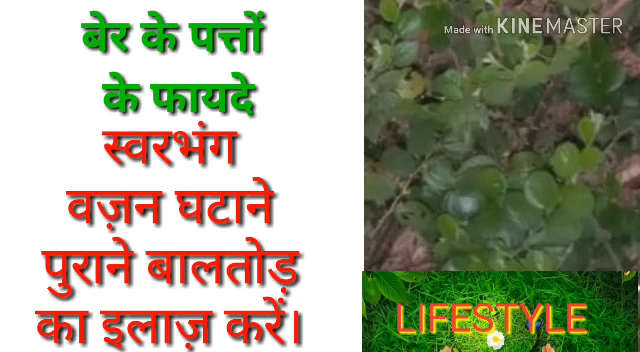 बेर के पत्तों
के फायदे
स्वरभंग
वज़न घटाने
पुराने बालतोड़
का इलाज़ करें।
Made with KINEMASTER
LIFESTYLE